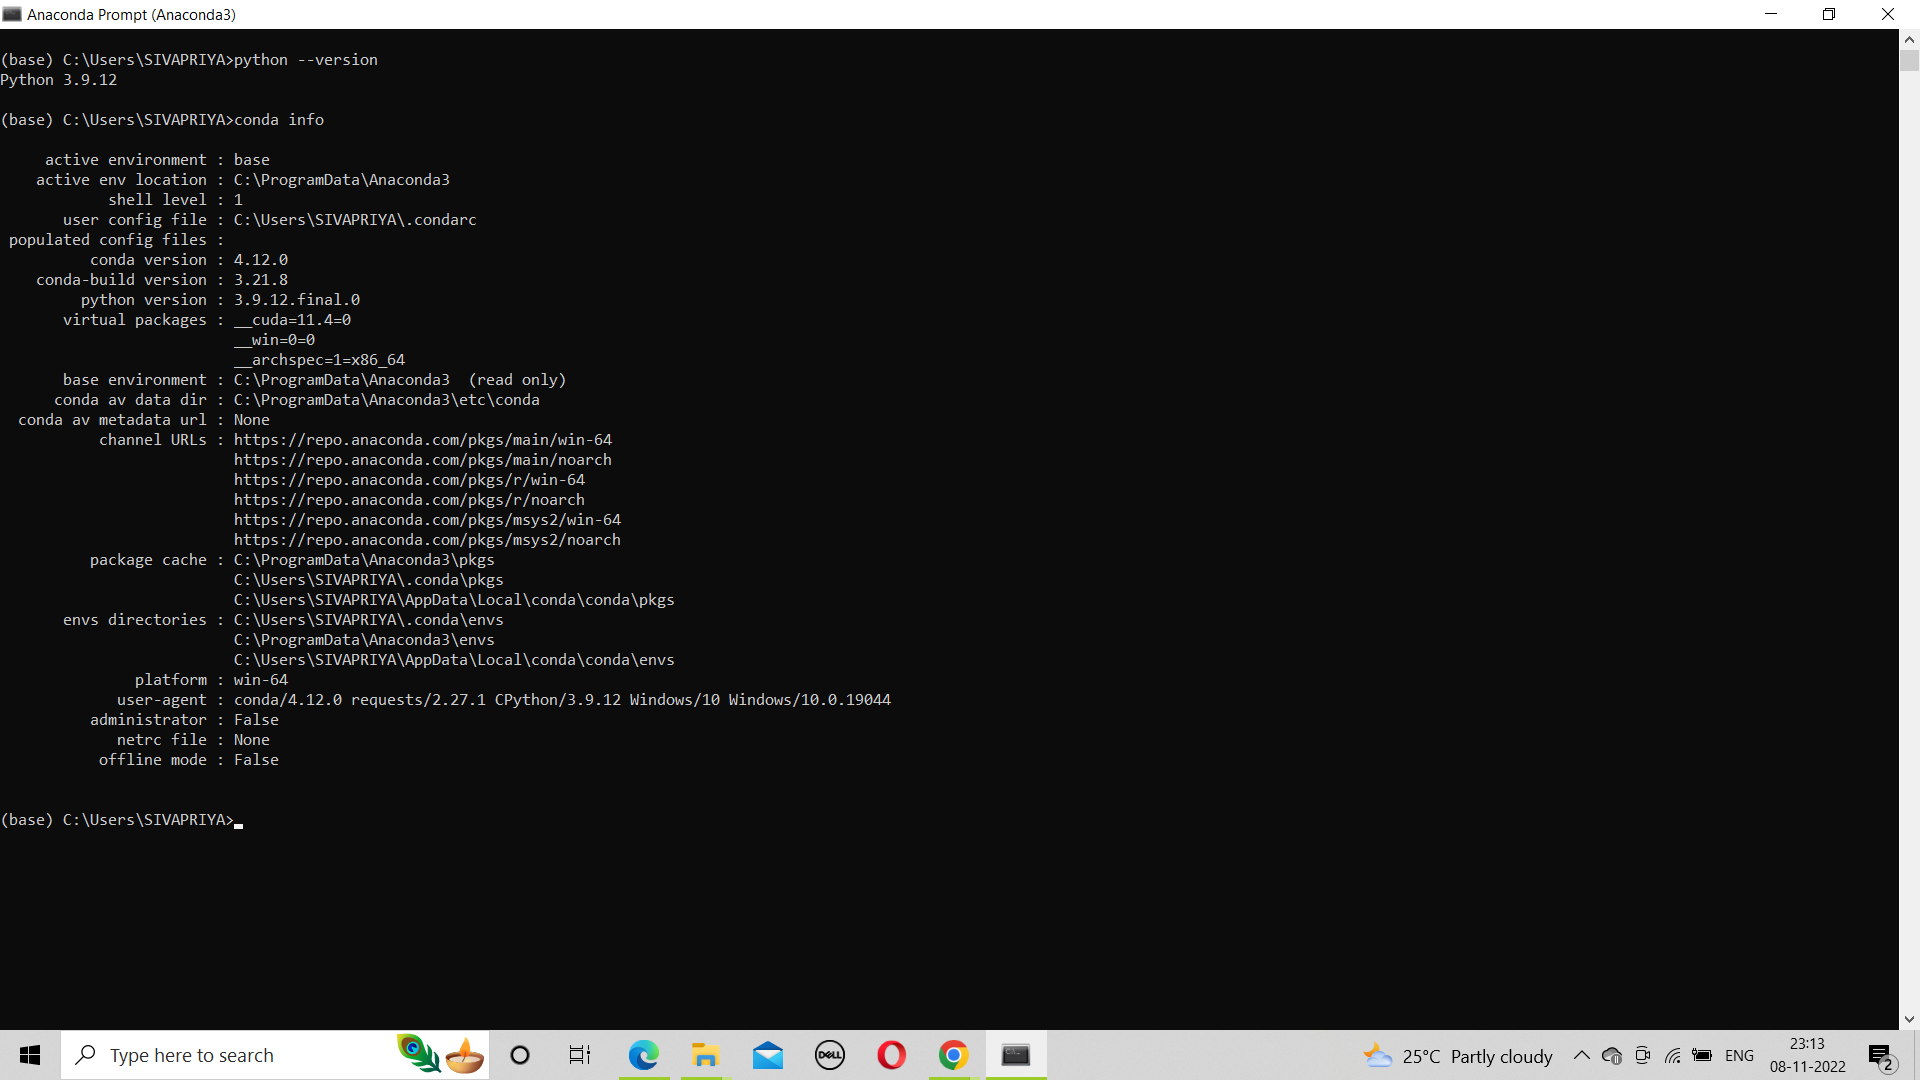 Anaconda Prompt (Anaconda3)
(base) C:\Users\SIVAPRIYA>python --version
Python 3.9.12
(base) C:\Users\SIVAPRIYA>conda info
active environment : base
active env location : C:\ProgramData\Anaconda3
shell level : 1
user config file : C:\Users\SIVAPRIYA\.condarc
populated config files :
conda version : 4.12.0
conda-build version : 3.21.8
python version : 3.9.12.final.0
virtual packages : __cuda=11.4=0
__win=0=0
__archspec=1=x86_64
base environment : C:\ProgramData\Anaconda3  (read only)
conda av data dir : C:\ProgramData\Anaconda3\etc\conda
conda av metadata url : None
channel URLs : https://repo.anaconda.com/pkgs/main/win-64
https://repo.anaconda.com/pkgs/main/noarch
https://repo.anaconda.com/pkgs/r/win-64
https://repo.anaconda.com/pkgs/r/noarch
https://repo.anaconda.com/pkgs/msys2/win-64
https://repo.anaconda.com/pkgs/msys2/noarch
package cache : C:\ProgramData\Anaconda3\pkgs
C:\Users\SIVAPRIYA\.conda\pkgs
C:\Users\SIVAPRIYA\AppData\Local\conda\conda\pkgs
envs directories : C:\Users\SIVAPRIYA\.conda\envs
C:\ProgramData\Anaconda3\envs
C:\Users\SIVAPRIYA\AppData\Local\conda\conda\envs
platform : win-64
user-agent : conda/4.12.0 requests/2.27.1 CPython/3.9.12 Windows/10 Windows/10.0.19044
administrator : False
netrc file : None
offline mode : False
(base) C:\Users\SIVAPRIYA>
Type here to search
DELL
25°C Partly cloudy
ENG
23:13
08-11-2022
2